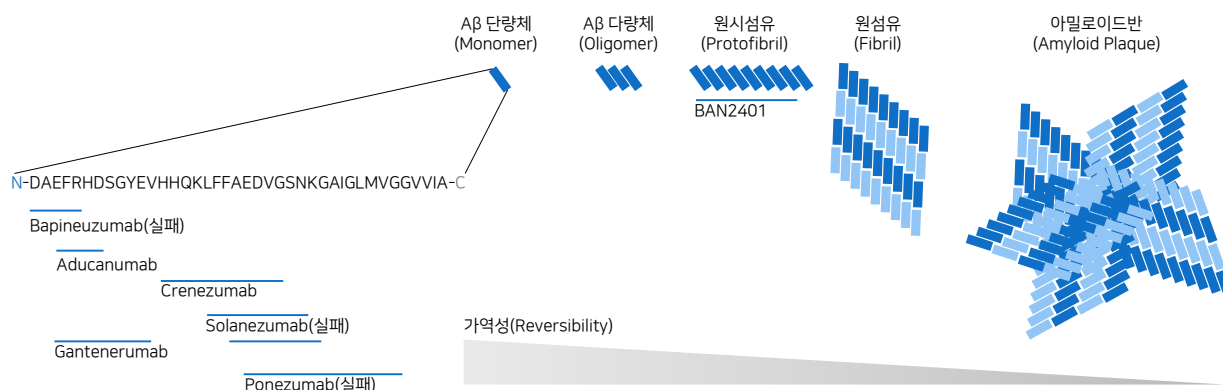 Aβ 단량체
(Monomer)
Aβ 다량체
(Oligomer)
원시섬유
(Protofibril)
원섬유
(Fibril)
아밀로이드반
(Amyloid Plaque)
BAN2401
N-DAEFRHDSGYEVHHQKLFFAEDVGSNKGAIGLMVGGVVIA-C
Bapineuzumab(실패)
Aducanumab
Crenezumab
Solanezumab(실패)
Gantenerumab
Ponezumab(실패)
가역성(Reversibility)